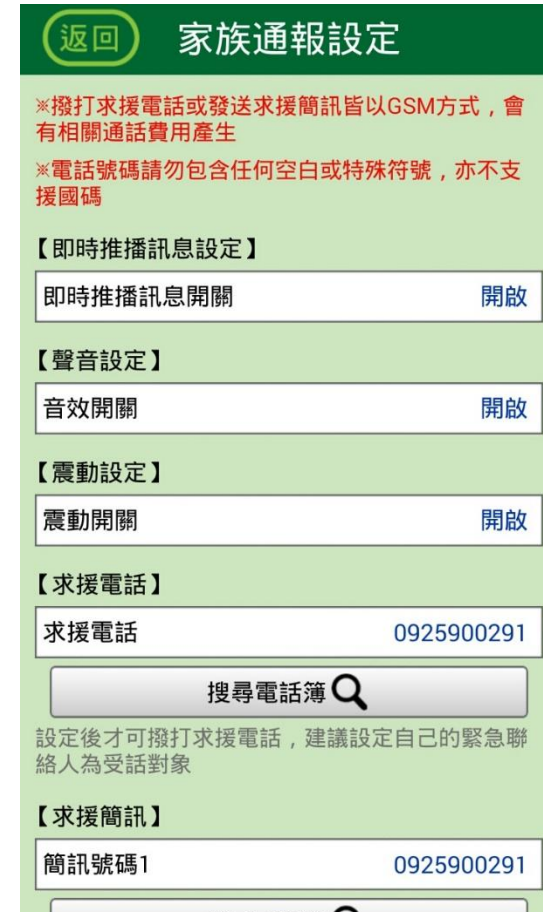 返回 家族通報設定
※撥打求援電話或發送求援簡訊皆以GSM方式，會
有相關通話費用產生
※電話號碼請勿包含任何空白或特殊符號，亦不支
援國碼
【即時推播訊息設定】
即時推播訊息開關 開啟
【聲音設定】
音效開關 開啟
【震動設定】
震動開關 開啟
【求援電話】
求援電話 0925900291
搜尋電話簿
設定後才可撥打求援電話，建議設定自己的緊急聯
絡人為受話對象
【求援簡訊】
簡訊號碼1 0925900291